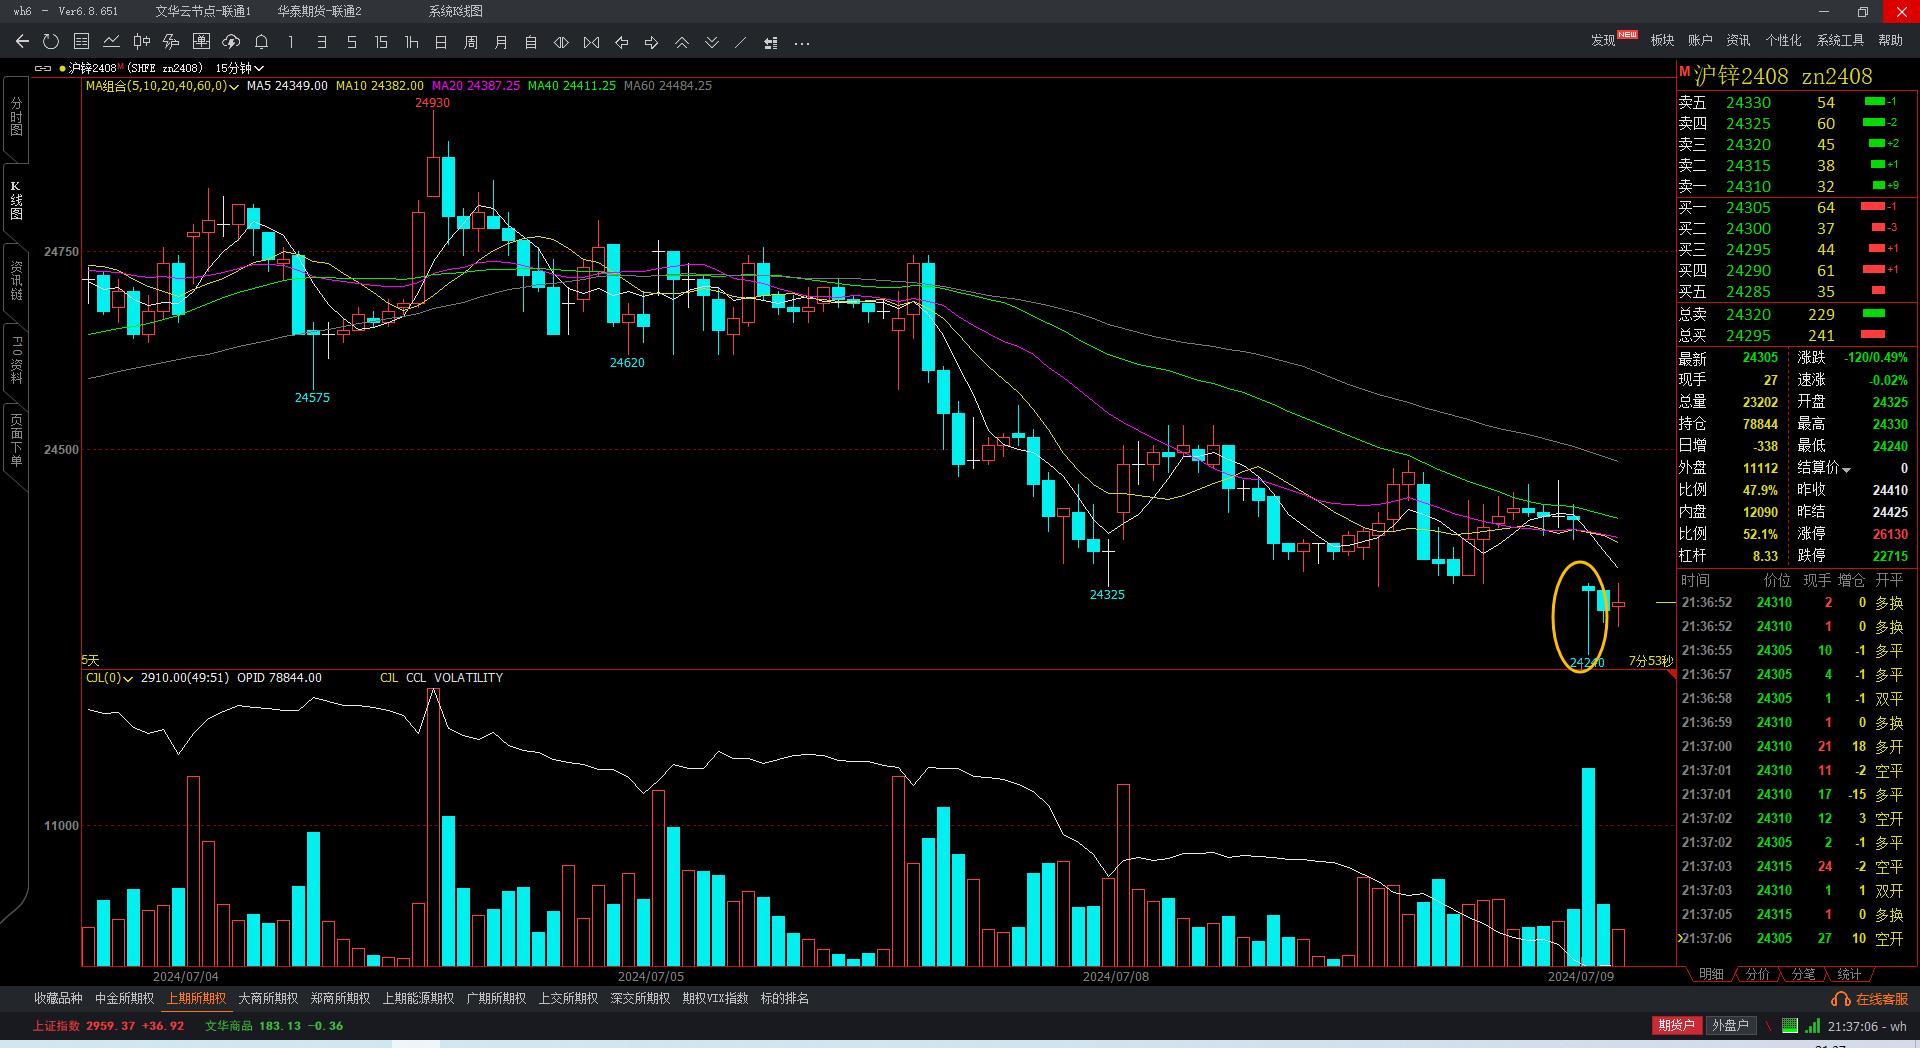 wh6 - Ver6.8.651 文华云节点-联通1 华泰期货-联通2 系统K线图
1 3 5 15 1h 日 周 月 自 ...
发现 NEW 板块 账户 资讯 个性化 系统工具 帮助
沪锌2408M (SHFE zn2408) 15分钟
MA组合(5,10,20,40,60,0) MA5 24349.00 MA10 24382.00 MA20 24387.25 MA40 24411.25 MA60 24484.25
分时图
K线图
资讯链
F10资料
页面下单
24930
24750
24620
24575
24500
24325
24240
5天
7分53秒
CJL(0) 2910.00(49:51) OPID 78844.00 CJL CCL VOLATILITY
11000
2024/07/04 2024/07/05 2024/07/08 2024/07/09
M 沪锌2408 zn2408
卖五 24330 54 -1
卖四 24325 60 -2
卖三 24320 45 +2
卖二 24315 38 +1
卖一 24310 32 +9
买一 24305 64 -1
买二 24300 37 -3
买三 24295 44 +1
买四 24290 61 +1
买五 24285 35
总卖 24320 229
总买 24295 241
最新 24305 涨跌 -120/0.49%
现手 27 速涨 -0.02%
总量 23202 开盘 24325
持仓 78844 最高 24330
日增 -338 最低 24240
外盘 11112 结算价 0
比例 47.9% 昨收 24410
内盘 12090 昨结 24425
比例 52.1% 涨停 26130
杠杆 8.33 跌停 22715
时间 价位 现手 增仓 开平
21:36:52 24310 2 0 多换
21:36:52 24310 1 0 多换
21:36:55 24305 10 -1 多平
21:36:57 24305 4 -1 多平
21:36:58 24305 1 -1 双平
21:36:59 24310 1 0 多换
21:37:00 24310 21 18 多开
21:37:01 24310 11 -2 空平
21:37:01 24310 17 -15 多平
21:37:02 24310 12 3 空开
21:37:02 24305 2 -1 多平
21:37:03 24315 24 -2 空平
21:37:03 24310 1 1 双开
21:37:05 24315 1 0 多换
21:37:06 24305 27 10 空开
明细 分价 分笔 统计
收藏品种 中金所期权 上期所期权 大商所期权 郑商所期权 上期能源期权 广期所期权 上交所期权 深交所期权 期权VIX指数 标的排名
在线客服
上证指数 2959.37 +36.92 文华商品 183.13 -0.36
期货户 外盘户 21:37:06 - wh